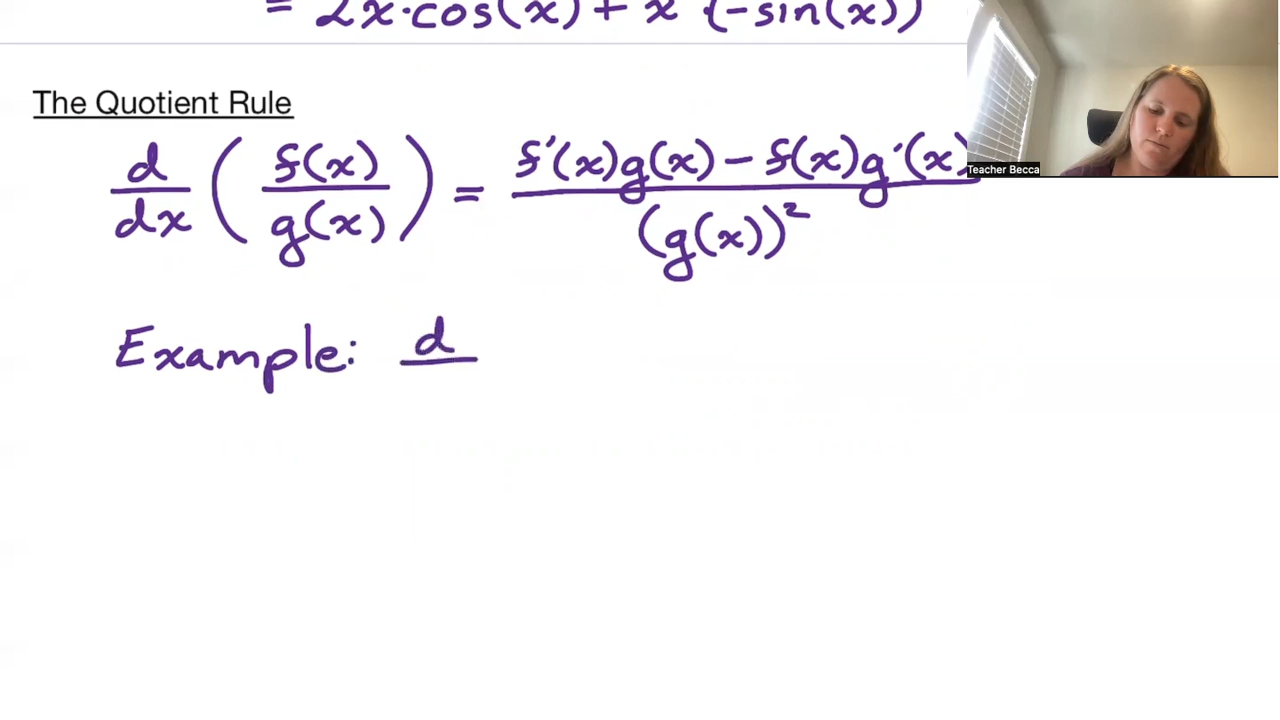 = 2x·cos(x) + x (-sin(x))
The Quotient Rule
d/dx ( f(x)/g(x) ) = f'(x)g(x) - f(x)g'(x) / (g(x))²
Teacher Becca
Example: d